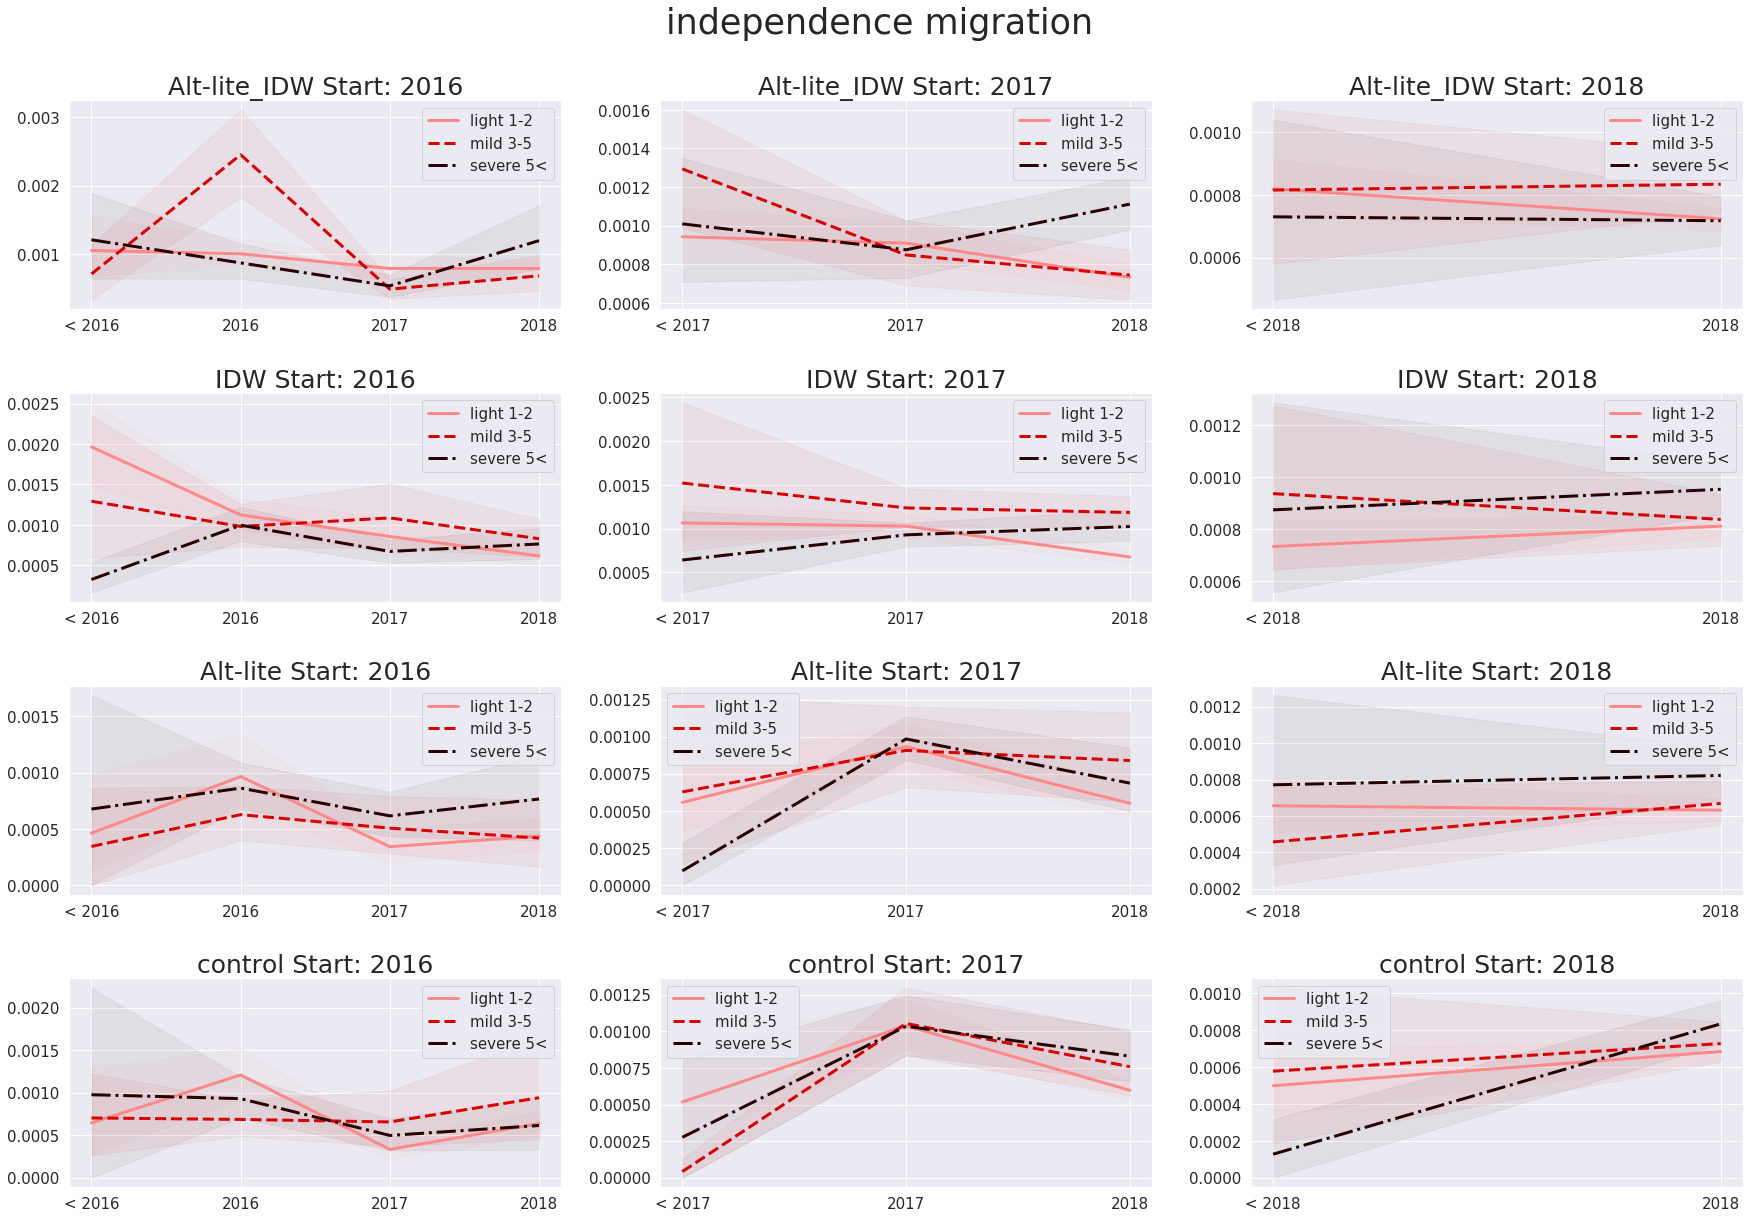 independence migration
Alt-lite_IDW Start: 2016
0.003
0.002
0.001
light 1-2
mild 3-5
severe 5<
< 2016
2016
2017
2018
Alt-lite_IDW Start: 2017
0.0016
0.0014
0.0012
0.0010
0.0008
0.0006
light 1-2
mild 3-5
severe 5<
< 2017
2017
2018
Alt-lite_IDW Start: 2018
0.0010
0.0008
0.0006
light 1-2
mild 3-5
severe 5<
< 2018
2018
IDW Start: 2016
0.0025
0.0020
0.0015
0.0010
0.0005
light 1-2
mild 3-5
severe 5<
< 2016
2016
2017
2018
IDW Start: 2017
0.0025
0.0020
0.0015
0.0010
0.0005
light 1-2
mild 3-5
severe 5<
< 2017
2017
2018
IDW Start: 2018
0.0012
0.0010
0.0008
0.0006
light 1-2
mild 3-5
severe 5<
< 2018
2018
Alt-lite Start: 2016
0.0015
0.0010
0.0005
0.0000
light 1-2
mild 3-5
severe 5<
< 2016
2016
2017
2018
Alt-lite Start: 2017
0.00125
0.00100
0.00075
0.00050
0.00025
0.00000
light 1-2
mild 3-5
severe 5<
< 2017
2017
2018
Alt-lite Start: 2018
0.0012
0.0010
0.0008
0.0006
0.0004
0.0002
light 1-2
mild 3-5
severe 5<
< 2018
2018
control Start: 2016
0.0020
0.0015
0.0010
0.0005
0.0000
light 1-2
mild 3-5
severe 5<
< 2016
2016
2017
2018
control Start: 2017
0.00125
0.00100
0.00075
0.00050
0.00025
0.00000
light 1-2
mild 3-5
severe 5<
< 2017
2017
2018
control Start: 2018
0.0010
0.0008
0.0006
0.0004
0.0002
0.0000
light 1-2
mild 3-5
severe 5<
< 2018
2018